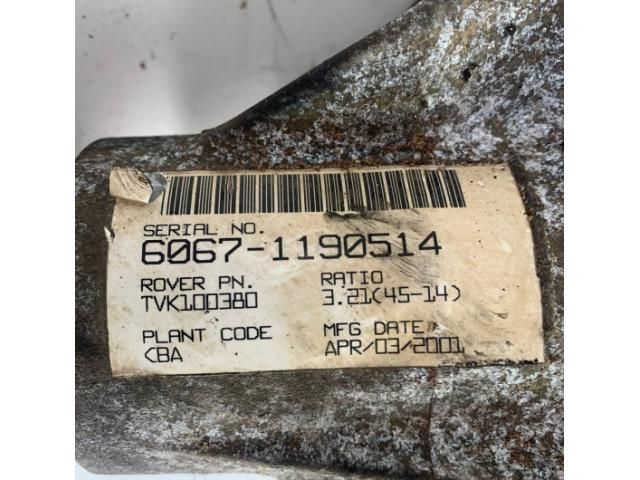 SERIAL NO.
6067-1190514
ROVER PN. RATIO
TVK100380 3.21(45-14)
PLANT CODE MFG DATE
CBA APR/03/2001